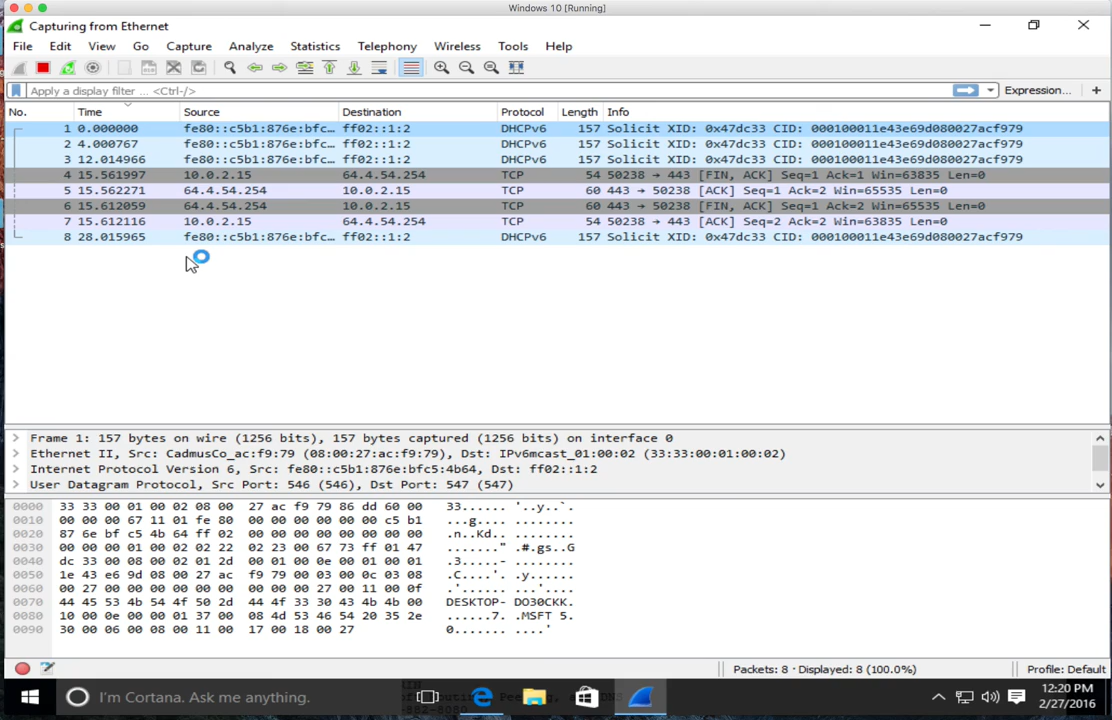 Windows 10 [Running]
Capturing from Ethernet
File Edit View Go Capture Analyze Statistics Telephony Wireless Tools Help
Apply a display filter ... <Ctrl-/> Expression... +
No. Time Source Destination Protocol Length Info
1 0.000000 fe80::c5b1:876e:bfc… ff02::1:2 DHCPv6 157 Solicit XID: 0x47dc33 CID: 000100011e43e69d080027acf979
2 4.000767 fe80::c5b1:876e:bfc… ff02::1:2 DHCPv6 157 Solicit XID: 0x47dc33 CID: 000100011e43e69d080027acf979
3 12.014966 fe80::c5b1:876e:bfc… ff02::1:2 DHCPv6 157 Solicit XID: 0x47dc33 CID: 000100011e43e69d080027acf979
4 15.561997 10.0.2.15 64.4.54.254 TCP 54 50238 → 443 [FIN, ACK] Seq=1 Ack=1 Win=63835 Len=0
5 15.562271 64.4.54.254 10.0.2.15 TCP 60 443 → 50238 [ACK] Seq=1 Ack=2 Win=65535 Len=0
6 15.612059 64.4.54.254 10.0.2.15 TCP 60 443 → 50238 [FIN, ACK] Seq=1 Ack=2 Win=65535 Len=0
7 15.612116 10.0.2.15 64.4.54.254 TCP 54 50238 → 443 [ACK] Seq=2 Ack=2 Win=63835 Len=0
8 28.015965 fe80::c5b1:876e:bfc… ff02::1:2 DHCPv6 157 Solicit XID: 0x47dc33 CID: 000100011e43e69d080027acf979
Frame 1: 157 bytes on wire (1256 bits), 157 bytes captured (1256 bits) on interface 0
Ethernet II, Src: CadmusCo_ac:f9:79 (08:00:27:ac:f9:79), Dst: IPv6mcast_01:00:02 (33:33:00:01:00:02)
Internet Protocol Version 6, Src: fe80::c5b1:876e:bfc5:4b64, Dst: ff02::1:2
User Datagram Protocol, Src Port: 546 (546), Dst Port: 547 (547)
0000 33 33 00 01 00 02 08 00 27 ac f9 79 86 dd 60 00 33...... '..y..`.
0010 00 00 00 67 11 01 fe 80 00 00 00 00 00 00 c5 b1 ...g.... ........
0020 87 6e bf c5 4b 64 ff 02 00 00 00 00 00 00 00 00 .n..Kd.. ........
0030 00 00 00 01 00 02 02 22 02 23 00 67 73 ff 01 47 ......." .#.gs..G
0040 dc 33 00 08 00 02 01 2d 00 01 00 0e 00 01 00 01 .3.....- ........
0050 1e 43 e6 9d 08 00 27 ac f9 79 00 03 00 0c 03 08 .C....'. .y......
0060 00 27 00 00 00 00 00 00 00 00 00 27 00 11 00 0f .'...... ...'....
0070 44 45 53 4b 54 4f 50 2d 44 4f 33 30 43 4b 4b 00 DESKTOP- DO30CKK.
0080 10 00 0e 00 00 01 37 00 08 4d 53 46 54 20 35 2e ......7. .MSFT 5.
0090 30 00 06 00 08 00 11 00 17 00 18 00 27 0....... ....'
Packets: 8 · Displayed: 8 (100.0%) Profile: Default
I'm Cortana. Ask me anything.
12:20 PM
2/27/2016